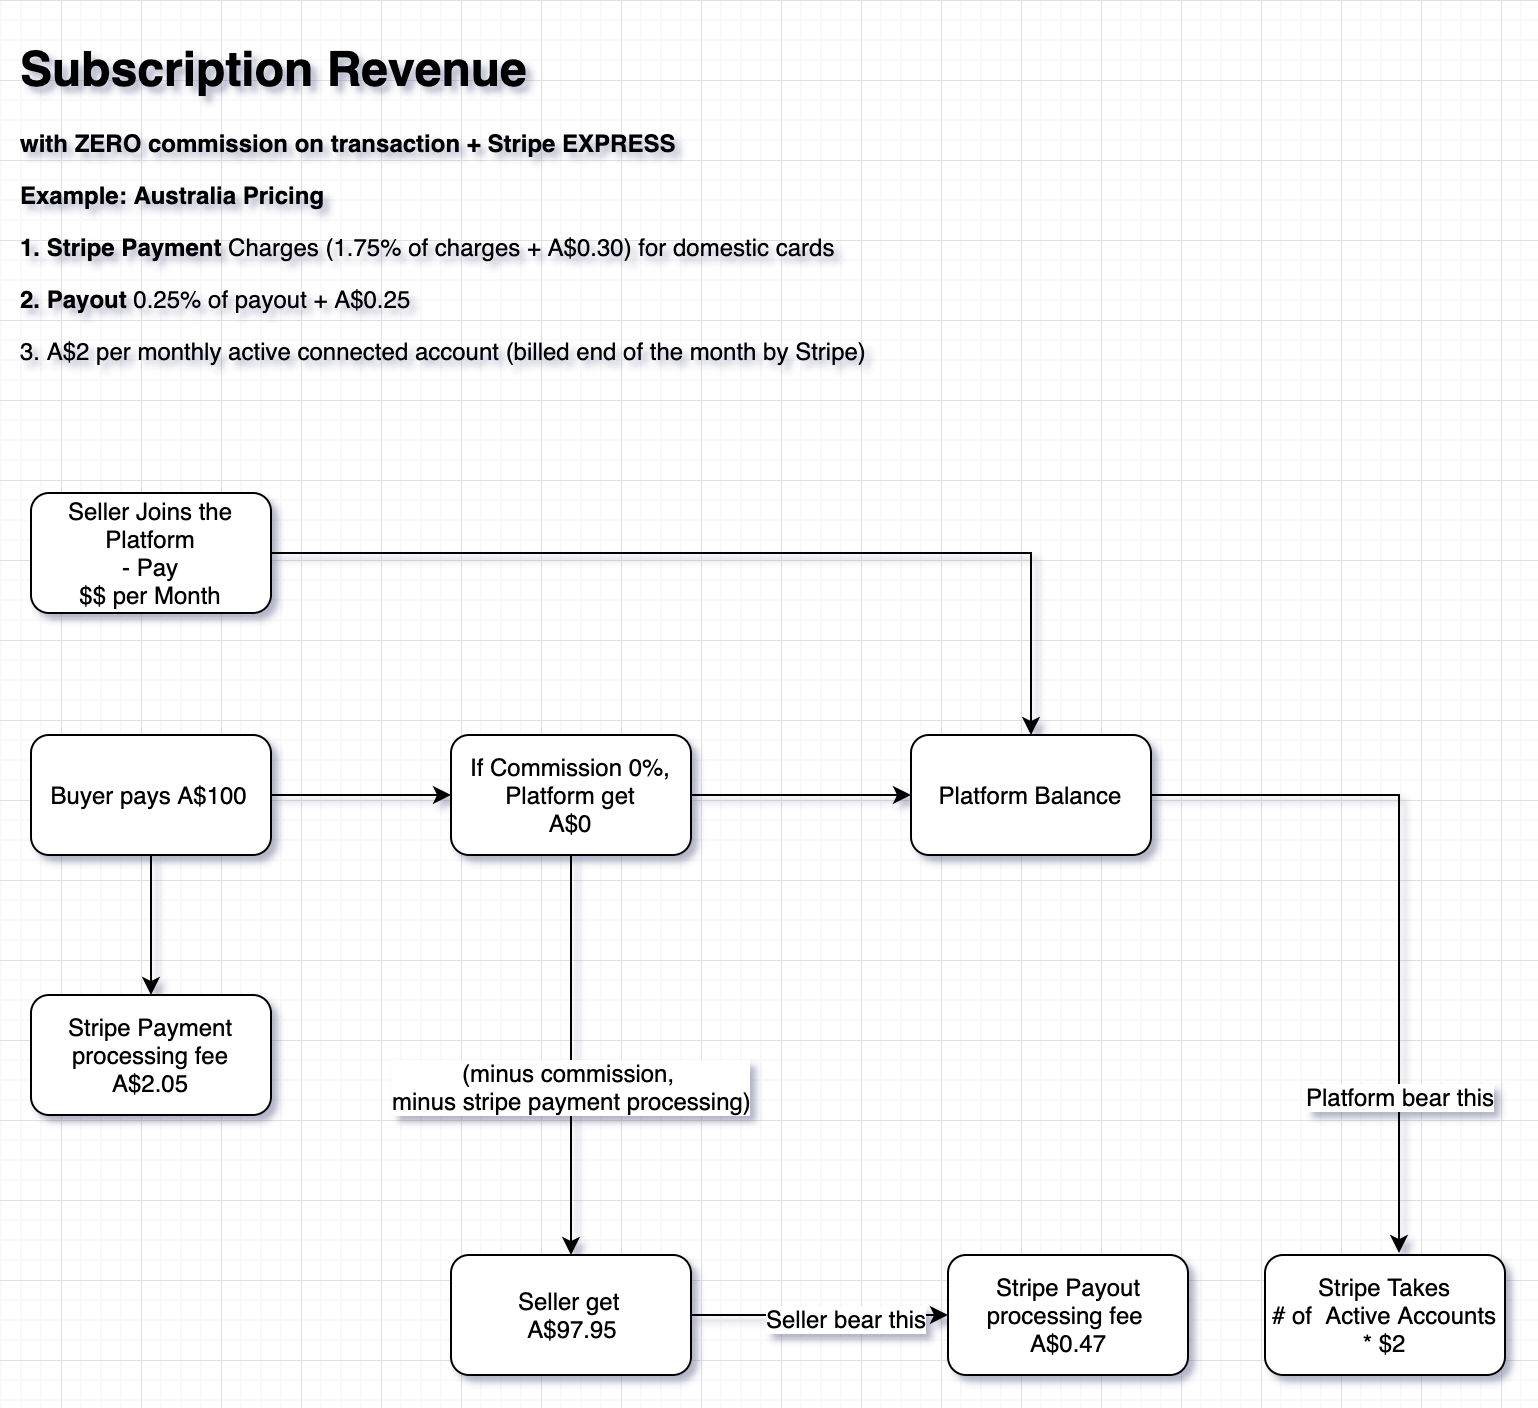 Subscription Revenue
with ZERO commission on transaction + Stripe EXPRESS
Example: Australia Pricing
1. Stripe Payment Charges (1.75% of charges + A$0.30) for domestic cards
2. Payout 0.25% of payout + A$0.25
3. A$2 per monthly active connected account (billed end of the month by Stripe)
Seller Joins the
Platform
- Pay
$$ per Month
Buyer pays A$100
If Commission 0%,
Platform get
A$0
Platform Balance
Stripe Payment
processing fee
A$2.05
(minus commission,
minus stripe payment processing)
Platform bear this
Seller get
A$97.95
Seller bear this
Stripe Payout
processing fee
A$0.47
Stripe Takes
# of  Active Accounts
* $2